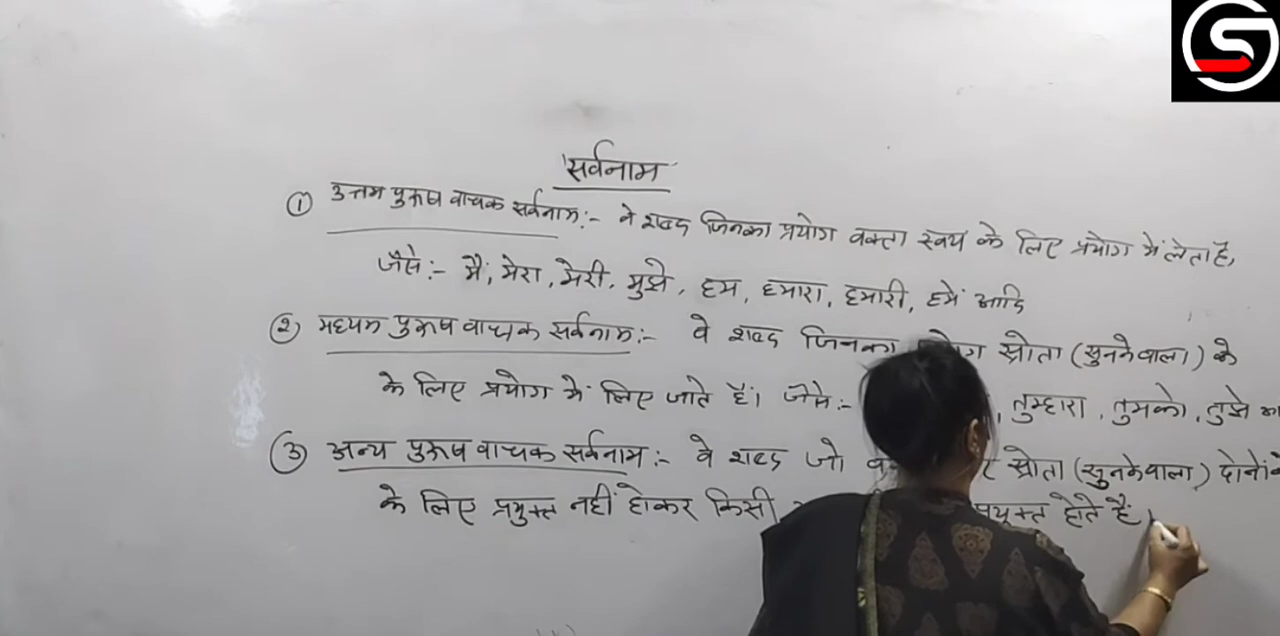 सर्वनाम
① उत्तम पुरूष वाचक सर्वनाम:- वे शब्द जिनका प्रयोग वक्ता स्वयं के लिए प्रयोग में लेता है,
जैसे:- मैं, मेरा, मेरी, मुझे, हम, हमारा, हमारी, हमें आदि
② मध्यम पुरूष वाचक सर्वनाम:- वे शब्द जिनका स्रोता (सुननेवाला) के
के लिए प्रयोग में लिए जाते हैं। जैसे:- , तुम्हारा, तुमको, तुझे
③ अन्य पुरूष वाचक सर्वनाम:- वे शब्द जो स्रोता (सुननेवाला) दोनों
के लिए प्रयुक्त नहीं होकर किसी प्रयुक्त होते हैं